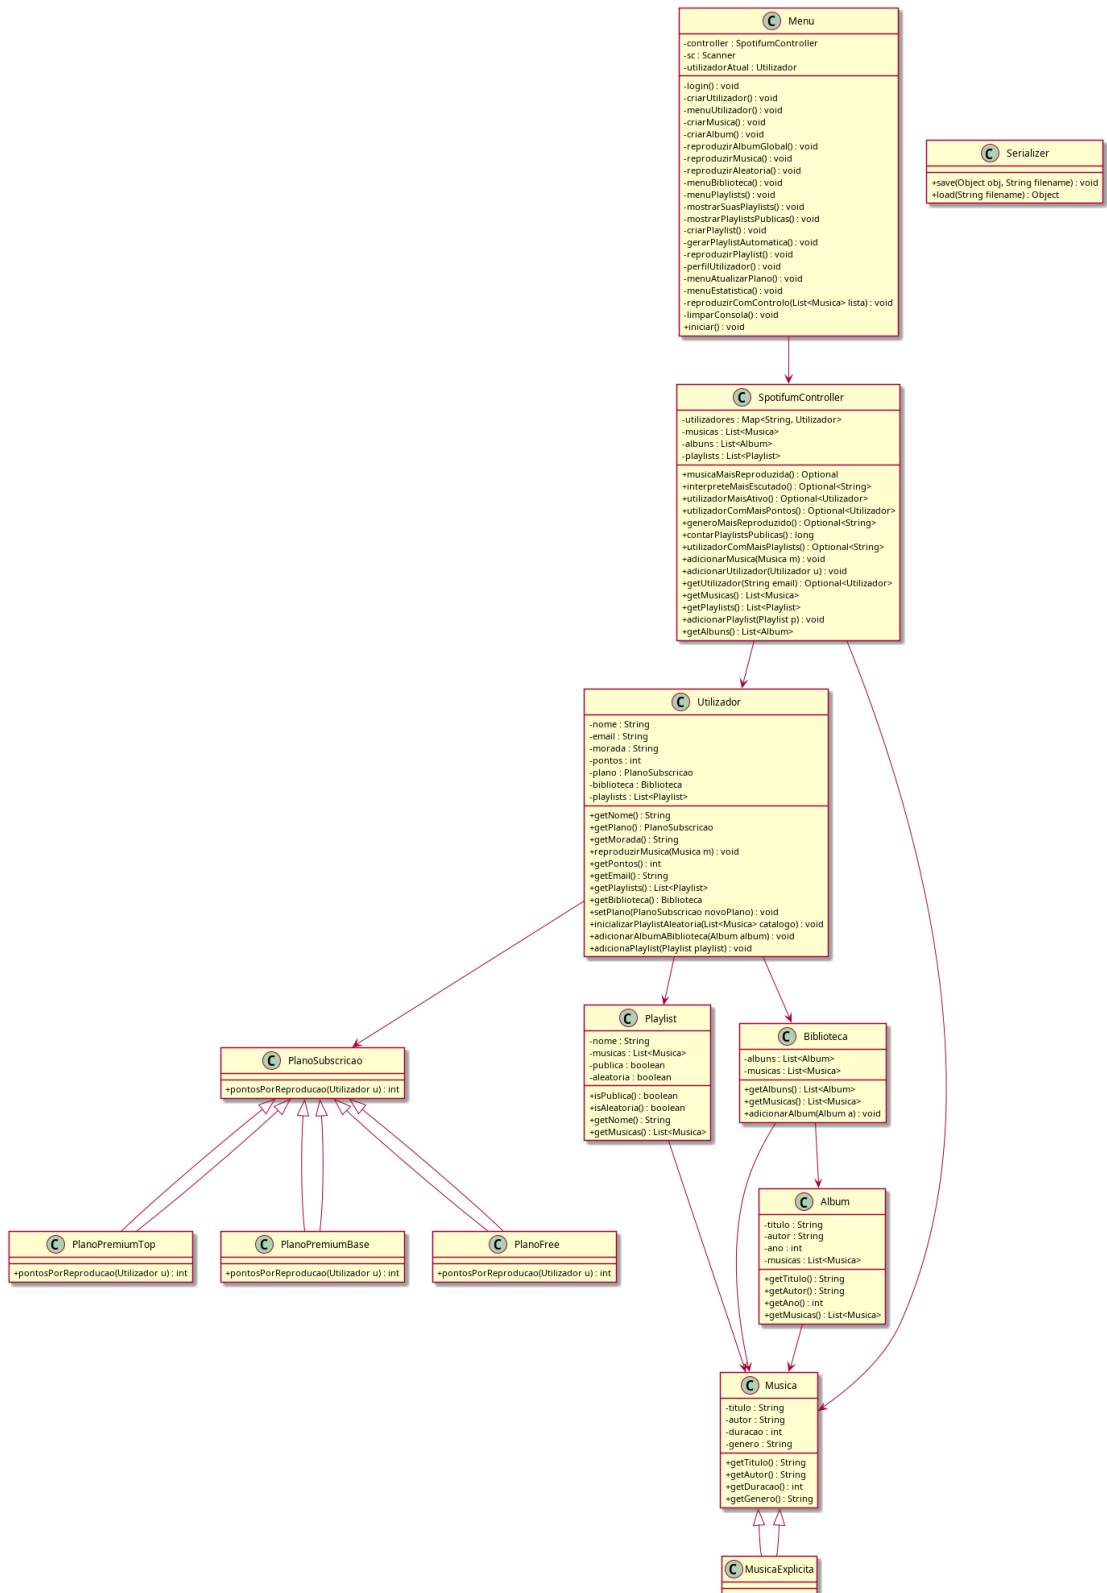 Menu
-controller : SpotifumController
-sc : Scanner
-utilizadorAtual : Utilizador
-login() : void
-criarUtilizador() : void
-menuUtilizador() : void
-criarMusica() : void
-criarAlbum() : void
-reproduzirAlbumGlobal() : void
-reproduzirMusica() : void
-reproduzirAleatoria() : void
-menuBiblioteca() : void
-menuPlaylists() : void
-mostrarSuasPlaylists() : void
-mostrarPlaylistsPublicas() : void
-criarPlaylist() : void
-gerarPlaylistAutomatica() : void
-reproduzirPlaylist() : void
-perfilUtilizador() : void
-menuAtualizarPlano() : void
-menuEstatistica() : void
-reproduzirComControlo(List<Musica> lista) : void
-limparConsola() : void
+iniciar() : void
Serializer
+save(Object obj, String filename) : void
+load(String filename) : Object
SpotifumController
-utilizadores : Map<String, Utilizador>
-musicas : List<Musica>
-albuns : List<Album>
-playlists : List<Playlist>
+musicaMaisReproduzida() : Optional
+interpreteMaisEscutado() : Optional<String>
+utilizadorMaisAtivo() : Optional<Utilizador>
+utilizadorComMaisPontos() : Optional<Utilizador>
+generoMaisReproduzido() : Optional<String>
+contarPlaylistsPublicas() : long
+utilizadorComMaisPlaylists() : Optional<String>
+adicionarMusica(Musica m) : void
+adicionarUtilizador(Utilizador u) : void
+getUtilizador(String email) : Optional<Utilizador>
+getMusicas() : List<Musica>
+getPlaylists() : List<Playlist>
+adicionarPlaylist(Playlist p) : void
+getAlbuns() : List<Album>
Utilizador
-nome : String
-email : String
-morada : String
-pontos : int
-plano : PlanoSubscricao
-biblioteca : Biblioteca
-playlists : List<Playlist>
+getNome() : String
+getPlano() : PlanoSubscricao
+getMorada() : String
+reproduzirMusica(Musica m) : void
+getPontos() : int
+getEmail() : String
+getPlaylists() : List<Playlist>
+getBiblioteca() : Biblioteca
+setPlano(PlanoSubscricao novoPlano) : void
+inicializarPlaylistAleatoria(List<Musica> catalogo) : void
+adicionarAlbumABiblioteca(Album album) : void
+adicionaPlaylist(Playlist playlist) : void
PlanoSubscricao
+pontosPorReproducao(Utilizador u) : int
Playlist
-nome : String
-musicas : List<Musica>
-publica : boolean
-aleatoria : boolean
+isPublica() : boolean
+isAleatoria() : boolean
+getNome() : String
+getMusicas() : List<Musica>
Biblioteca
-albuns : List<Album>
-musicas : List<Musica>
+getAlbuns() : List<Album>
+getMusicas() : List<Musica>
+adicionarAlbum(Album a) : void
PlanoPremiumTop
+pontosPorReproducao(Utilizador u) : int
PlanoPremiumBase
+pontosPorReproducao(Utilizador u) : int
PlanoFree
+pontosPorReproducao(Utilizador u) : int
Album
-titulo : String
-autor : String
-ano : int
-musicas : List<Musica>
+getTitulo() : String
+getAutor() : String
+getAno() : int
+getMusicas() : List<Musica>
Musica
-titulo : String
-autor : String
-duracao : int
-genero : String
+getTitulo() : String
+getAutor() : String
+getDuracao() : int
+getGenero() : String
MusicaExplicita